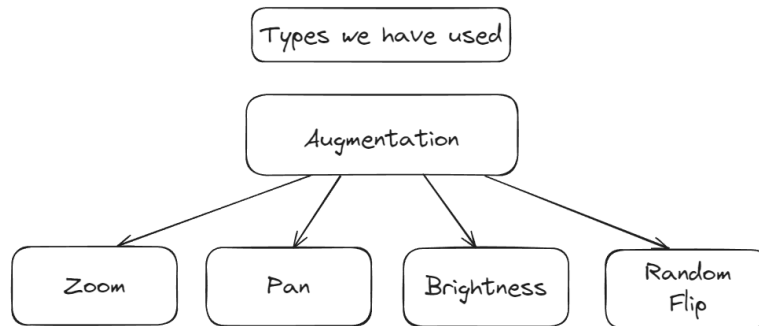 Types we have used
Augmentation
Zoom
Pan
Brightness
Random
Flip